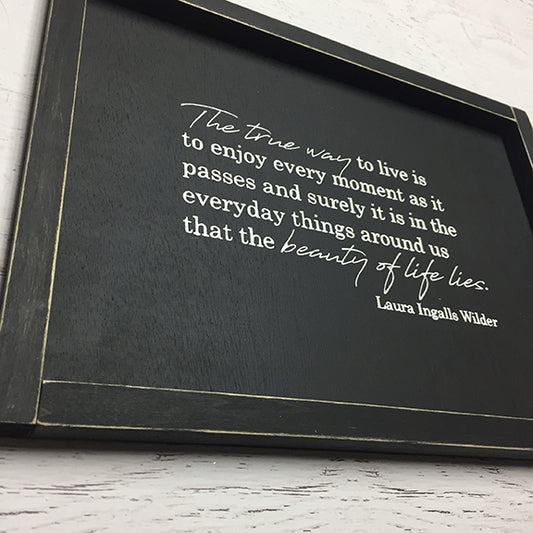 The true way to live is
to enjoy every moment as it
passes and surely it is in the
everyday things around us
that the beauty of life lies.
Laura Ingalls Wilder